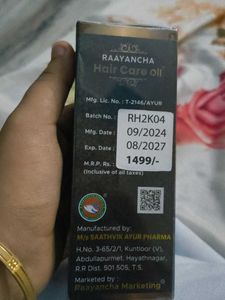 RAAYANCHA
Hair Care Oil
Mfg. Lic. No. : T-2146/AYUR
Batch No. RH2K04
Mfg. Date 09/2024
Exp. Date 08/2027
M.R.P. Rs 1499/-
(Inclusive of all taxes)
Manufactured by:
M/s SAATHVIK AYUR PHARMA
H.No. 3-65/2/1, Kuntloor (V),
Abdullapurmet, Hayathnagar,
R.R Dist. 501 505, T.S.
Marketed by :
Raayancha Marketing